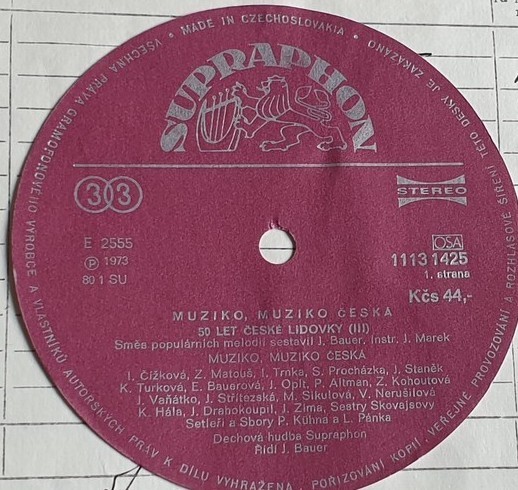 MADE IN CZECHOSLOVAKIA • VŠECHNA PRÁVA GRAMOFONOVÉHO VÝROBCE A VLASTNÍKŮ AUTORSKÝCH PRÁV K DÍLU VYHRAŽENA. POŘIZOVÁNÍ KOPIÍ, VEŘEJNÉ PROVOZOVÁNÍ A ROZHLASOVÉ ŠÍŘENÍ TÉTO DESKY JE ZAKÁZÁNO •
SUPRAPHON
33
STEREO
E 2555
℗ 1973
80 1 SU
OSA
1113 1425
1. strana
Kčs 44,-
MUZIKO, MUZIKO ČESKÁ
50 LET ČESKÉ LIDOVKY (III)
Směs populárních melodií sestavil J. Bauer. Instr. J. Marek
MUZIKO, MUZIKO ČESKÁ
I. Čížková, Z. Matouš, I. Trnka, S. Procházka, J. Staněk
K. Turková, E. Bauerová, J. Oplt, P. Altman, Z. Kohoutová
J. Vaňátko, J. Střítezská, M. Sikulová, V. Nerušilová
K. Hála, J. Drahokoupil, J. Zíma, Sestry Skovajsovy
Setleři a Sbory P. Kühna a L. Pánka
Dechová hudba Supraphon
Řídí J. Bauer